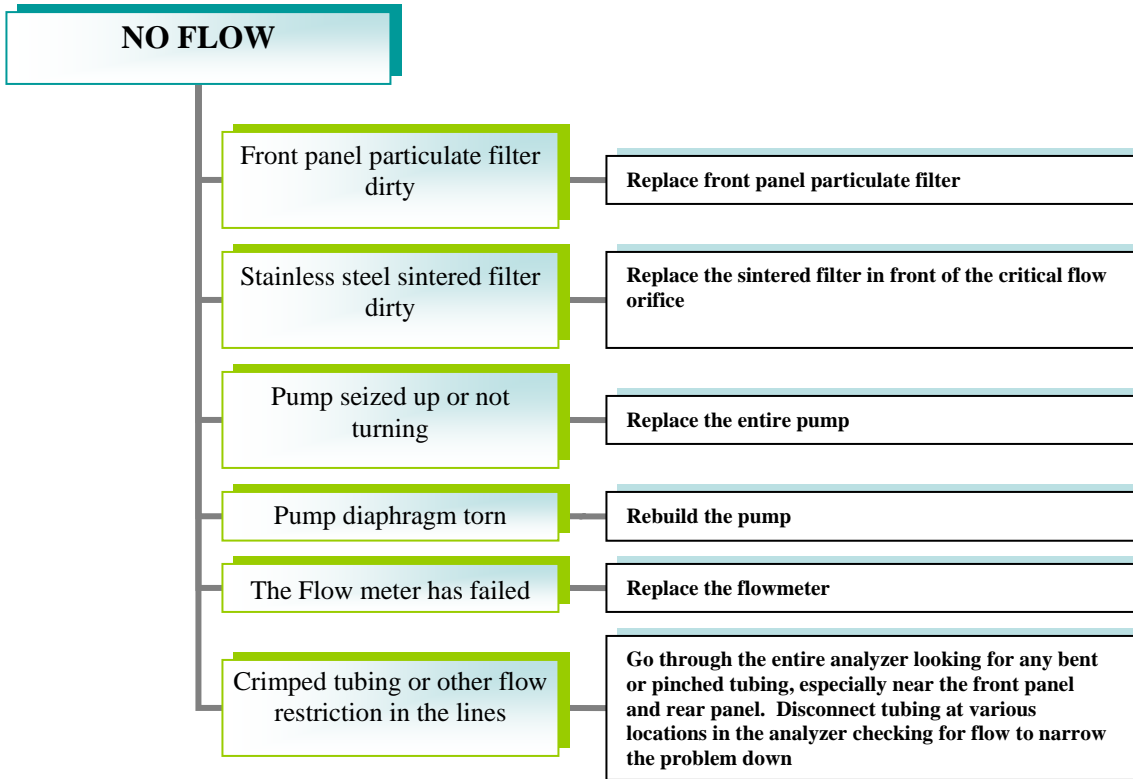 NO FLOW
Front panel particulate filter
dirty
Replace front panel particulate filter
Stainless steel sintered filter
dirty
Replace the sintered filter in front of the critical flow
orifice
Pump seized up or not
turning
Replace the entire pump
Pump diaphragm torn
Rebuild the pump
The Flow meter has failed
Replace the flowmeter
Crimped tubing or other flow
restriction in the lines
Go through the entire analyzer looking for any bent
or pinched tubing, especially near the front panel
and rear panel.  Disconnect tubing at various
locations in the analyzer checking for flow to narrow
the problem down